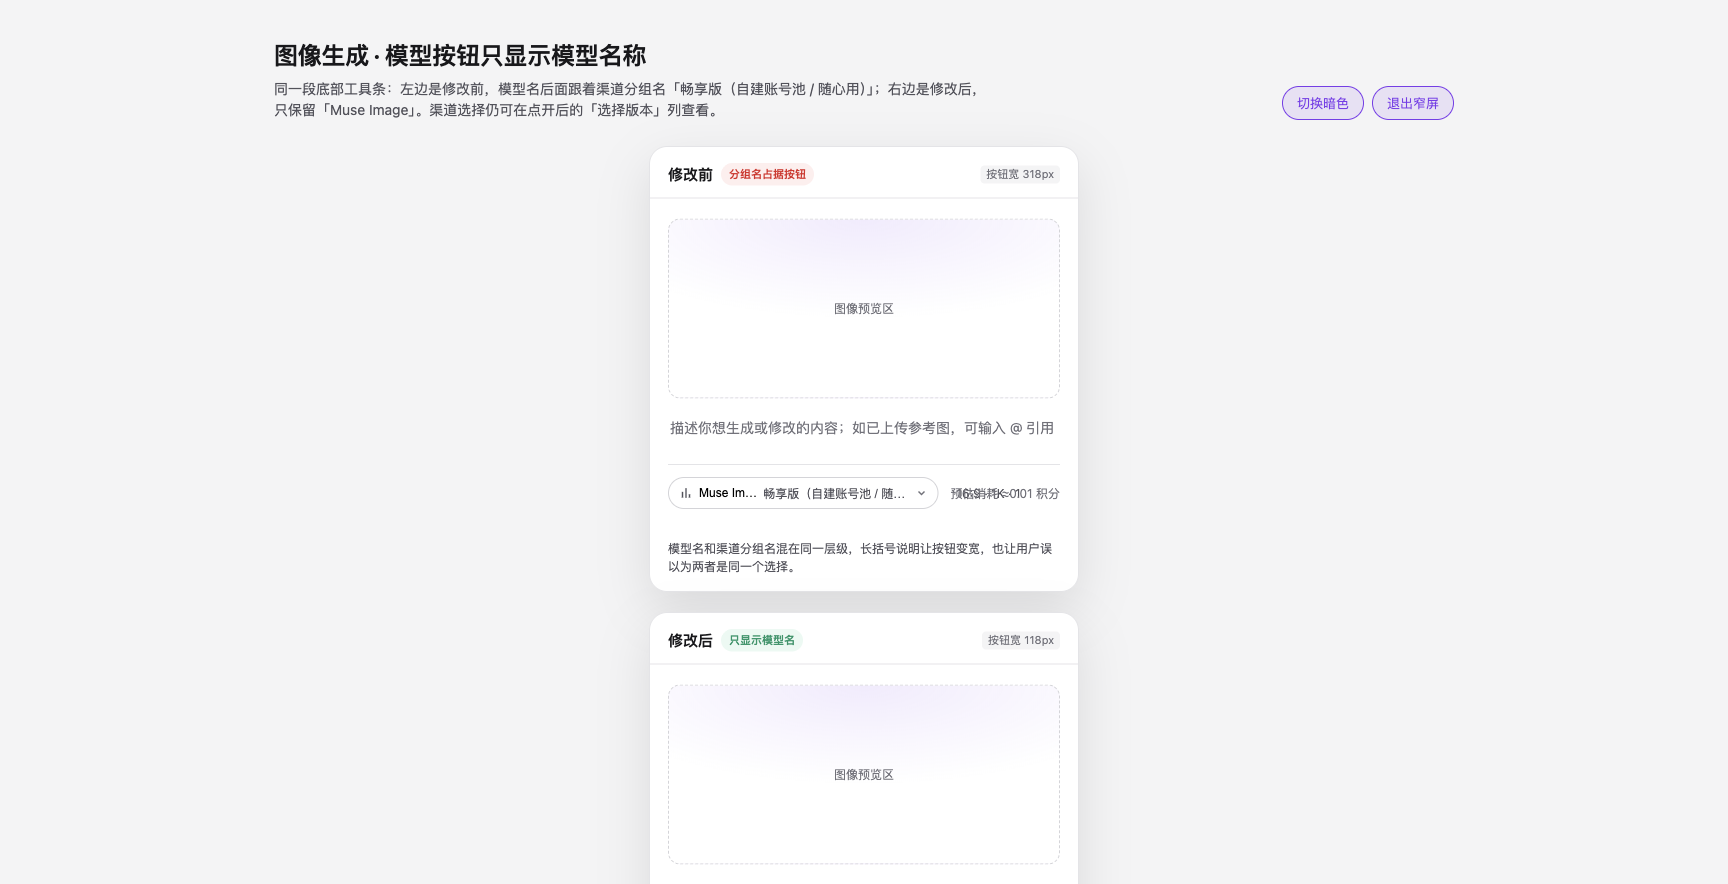 图像生成 · 模型按钮只显示模型名称
同一段底部工具条：左边是修改前，模型名后面跟着渠道分组名「畅享版（自建账号池 / 随心用）」；右边是修改后，
只保留「Muse Image」。渠道选择仍可在点开后的「选择版本」列查看。
切换暗色
退出窄屏
修改前
分组名占据按钮
按钮宽 318px
图像预览区
描述你想生成或修改的内容；如已上传参考图，可输入 @ 引用
Muse Im...
畅享版（自建账号池 / 随...
积分
模型名和渠道分组名混在同一层级，长括号说明让按钮变宽，也让用户误
以为两者是同一个选择。
修改后
只显示模型名
按钮宽 118px
图像预览区